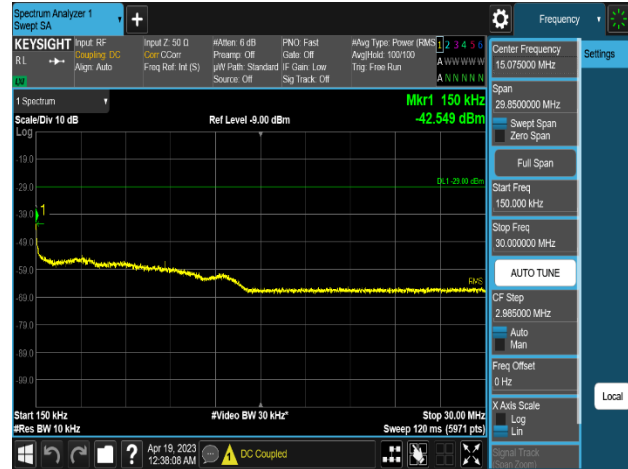 Spectrum Analyzer 1
Swept SA
Frequency
KEYSIGHT
RL
Input: RF
Coupling: DC
Align: Auto
Input Z: 50 Ω
Corr CCorr
Freq Ref: Int (S)
#Atten: 6 dB
Preamp: Off
µW Path: Standard
Source: Off
PNO: Fast
Gate: Off
IF Gain: Low
Sig Track: Off
#Avg Type: Power (RMS
Avg|Hold: 100/100
Trig: Free Run
1 2 3 4 5 6
A W W W W W
A N N N N N
LW
1 Spectrum
Scale/Div 10 dB
Ref Level -9.00 dBm
Mkr1 150 kHz
-42.549 dBm
Log
-19.0
-29.0
-39.0
-49.0
-59.0
-69.0
-79.0
-89.0
-99.0
DL1 -29.00 dBm
1
RMS
Start 150 kHz
#Res BW 10 kHz
#Video BW 30 kHz*
Stop 30.00 MHz
Sweep 120 ms (5971 pts)
Center Frequency
15.075000 MHz
Span
29.8500000 MHz
Swept Span
Zero Span
Full Span
Start Freq
150.000 kHz
Stop Freq
30.000000 MHz
AUTO TUNE
CF Step
2.985000 MHz
Auto
Man
Freq Offset
0 Hz
X Axis Scale
Log
Lin
Signal Track
(Span Zoom)
Settings
Local
?
Apr 19, 2023
12:38:08 AM
DC Coupled